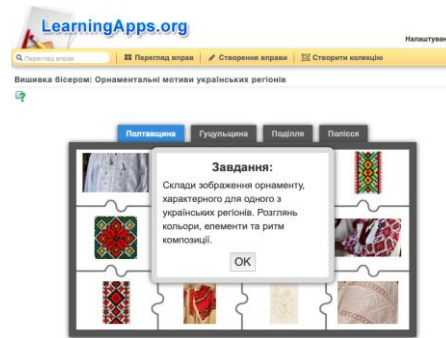 LearningApps.org
Налаштуван
Перегляд вправ
Перегляд вправ
Створення вправи
Створити колекцію
Вишивка бісером: Орнаментальні мотиви українських регіонів
Полтавщина
Гуцульщина
Поділля
Полісся
Завдання:
Склади зображення орнаменту,
характерного для одного з
українських регіонів. Розглянь
кольори, елементи та ритм
композиції.
OK